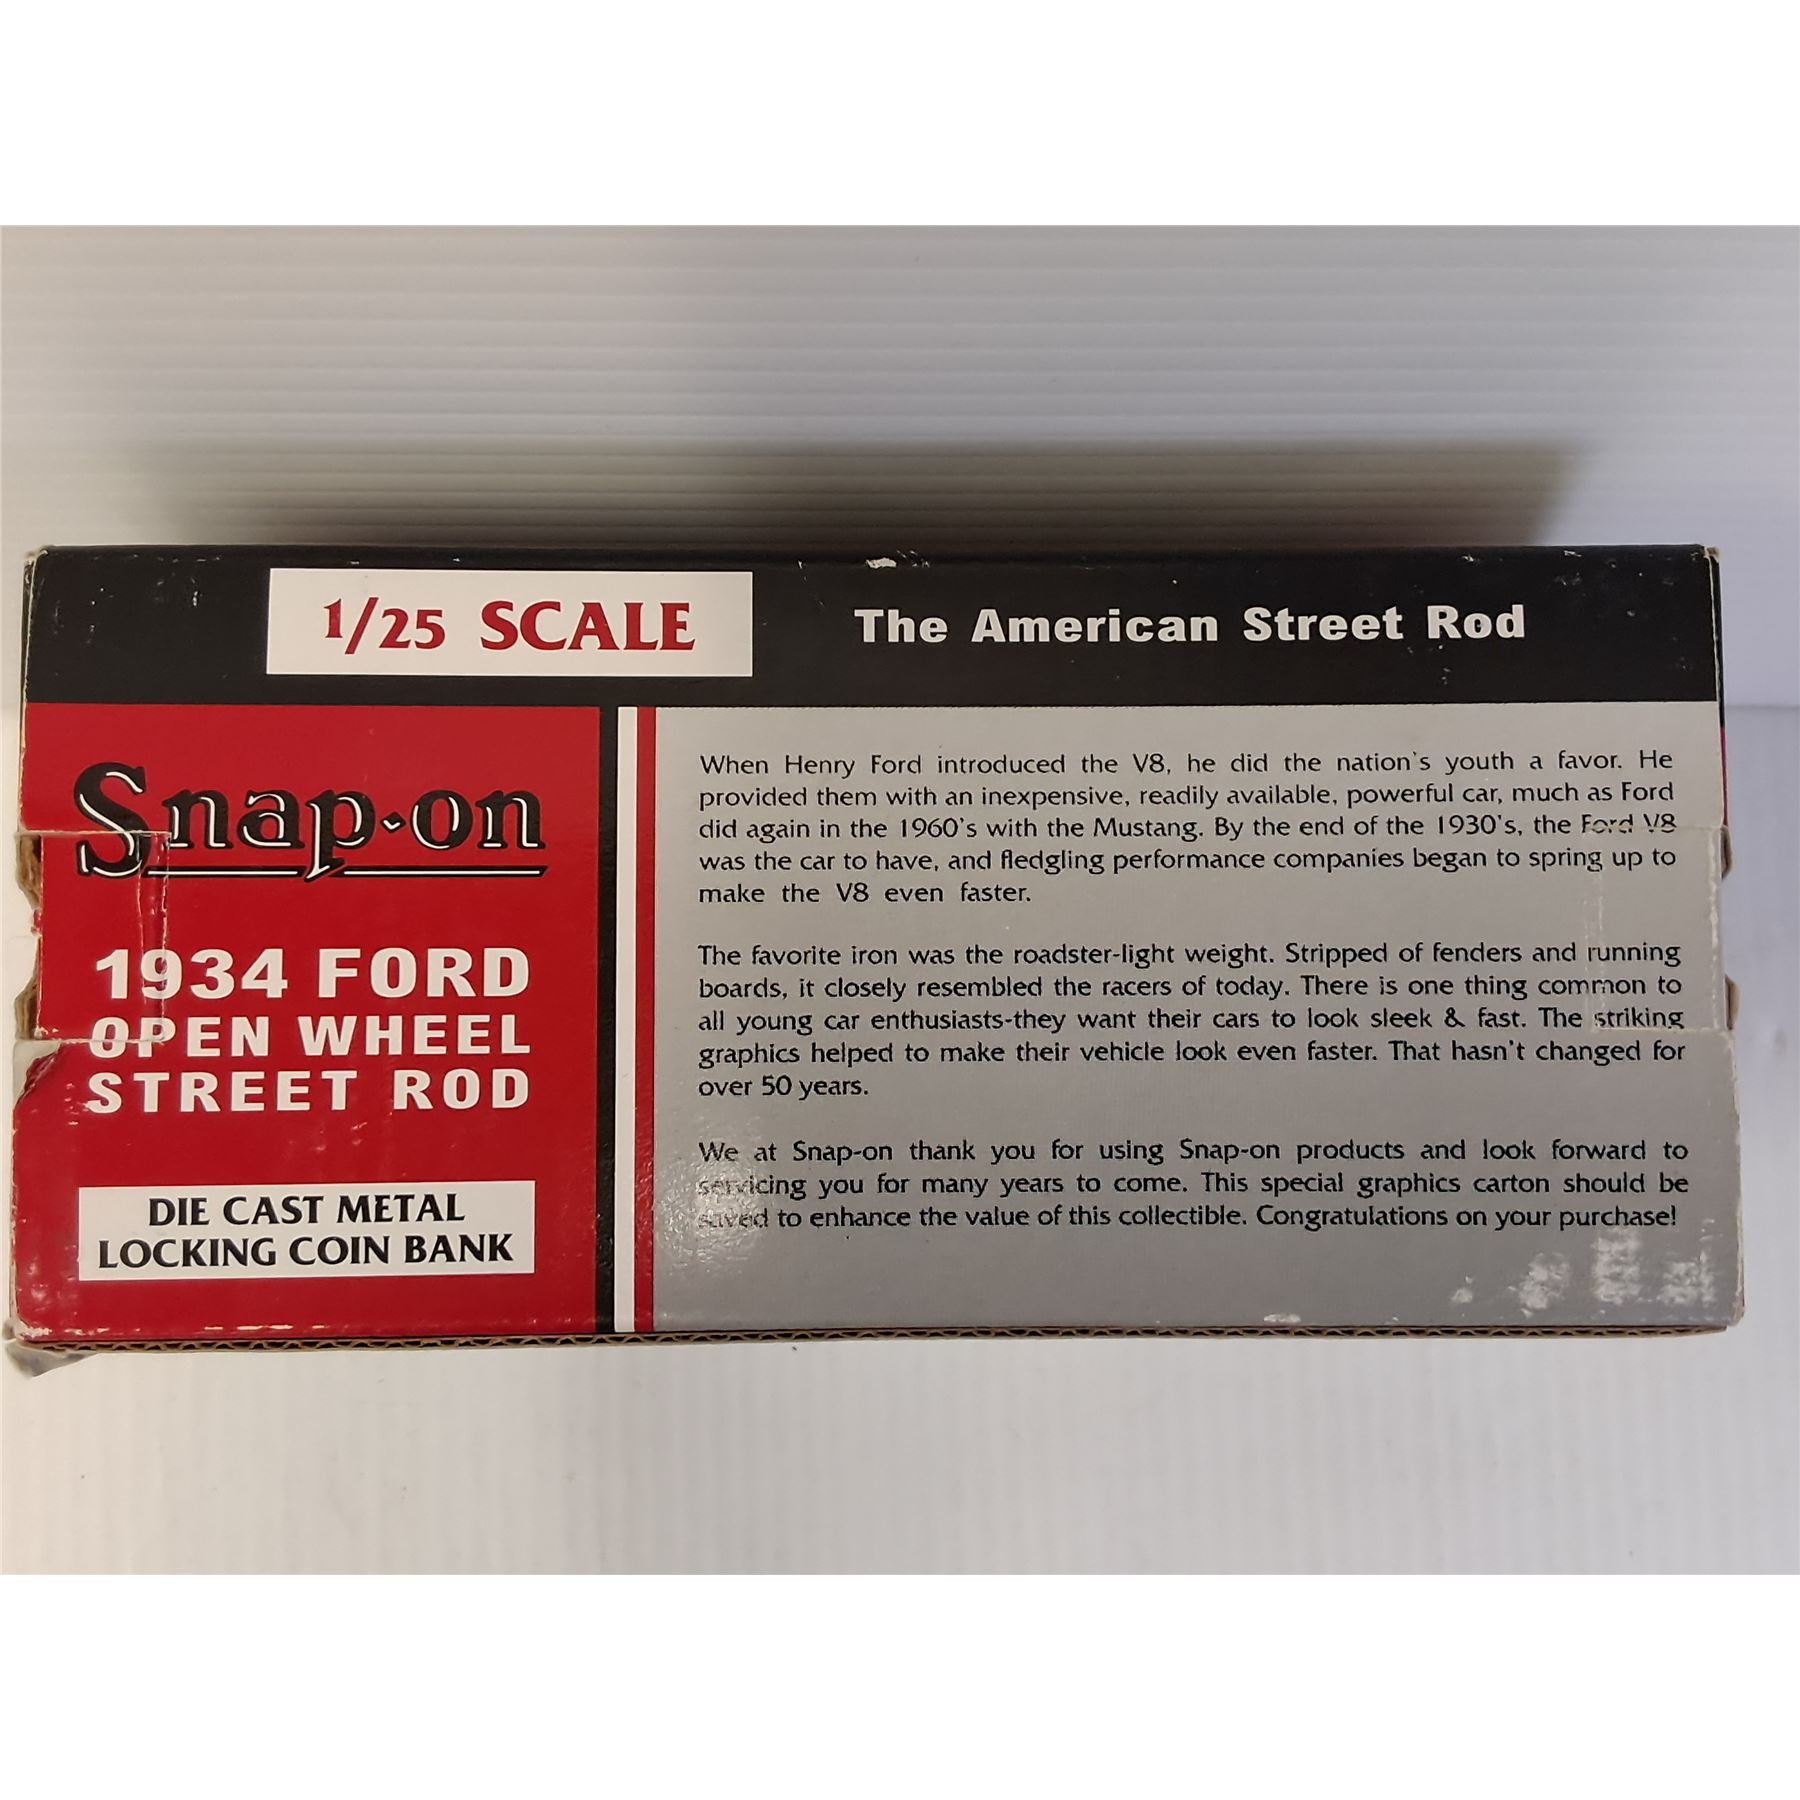 1/25 SCALE
The American Street Rod
Snap-on
1934 FORD
OPEN WHEEL
STREET ROD
DIE CAST METAL
LOCKING COIN BANK
When Henry Ford introduced the V8, he did the nation's youth a favor. He
provided them with an inexpensive, readily available, powerful car, much as Ford
did again in the 1960's with the Mustang. By the end of the 1930's, the Ford V8
was the car to have, and fledgling performance companies began to spring up to
make the V8 even faster.
The favorite iron was the roadster-light weight. Stripped of fenders and running
boards, it closely resembled the racers of today. There is one thing common to
all young car enthusiasts-they want their cars to look sleek & fast. The striking
graphics helped to make their vehicle look even faster. That hasn't changed for
over 50 years.
We at Snap-on thank you for using Snap-on products and look forward to
servicing you for many years to come. This special graphics carton should be
saved to enhance the value of this collectible. Congratulations on your purchase!